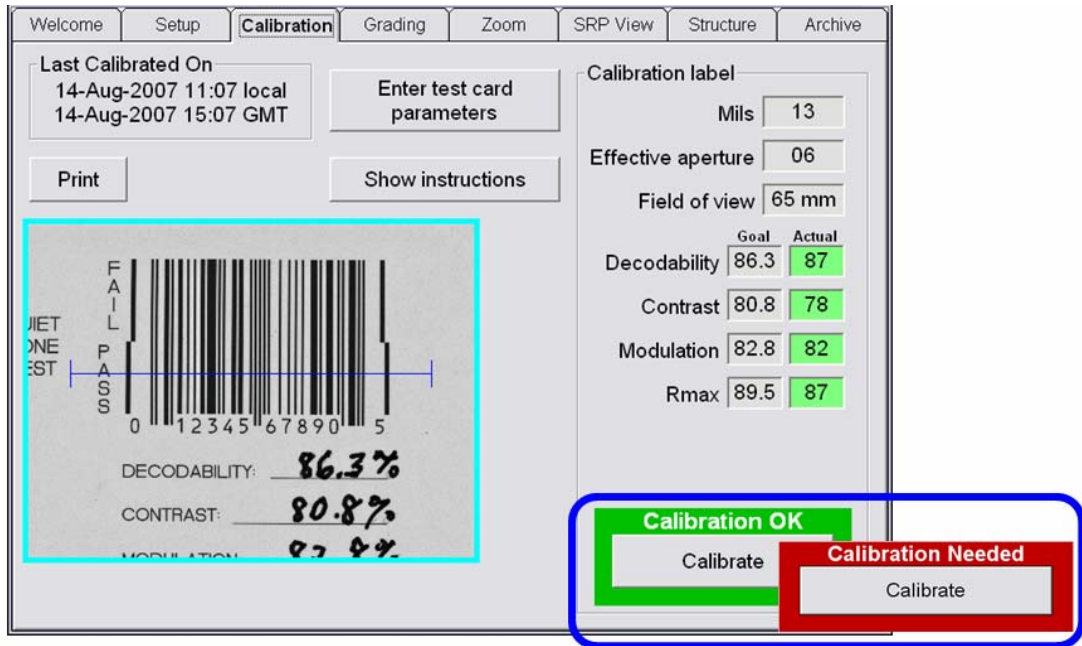 Welcome Setup Calibration Grading Zoom SRP View Structure Archive
Last Calibrated On
14-Aug-2007 11:07 local
14-Aug-2007 15:07 GMT
Enter test card
parameters
Print
Show instructions
Calibration label
Mils 13
Effective aperture 06
Field of view 65 mm
Goal Actual
Decodability 86.3 87
Contrast 80.8 78
Modulation 82.8 82
Rmax 89.5 87
FAIL
PASS
0 12345 67890 5
DECODABILITY: 86.3%
CONTRAST: 80.8%
Calibration OK
Calibrate
Calibration Needed
Calibrate